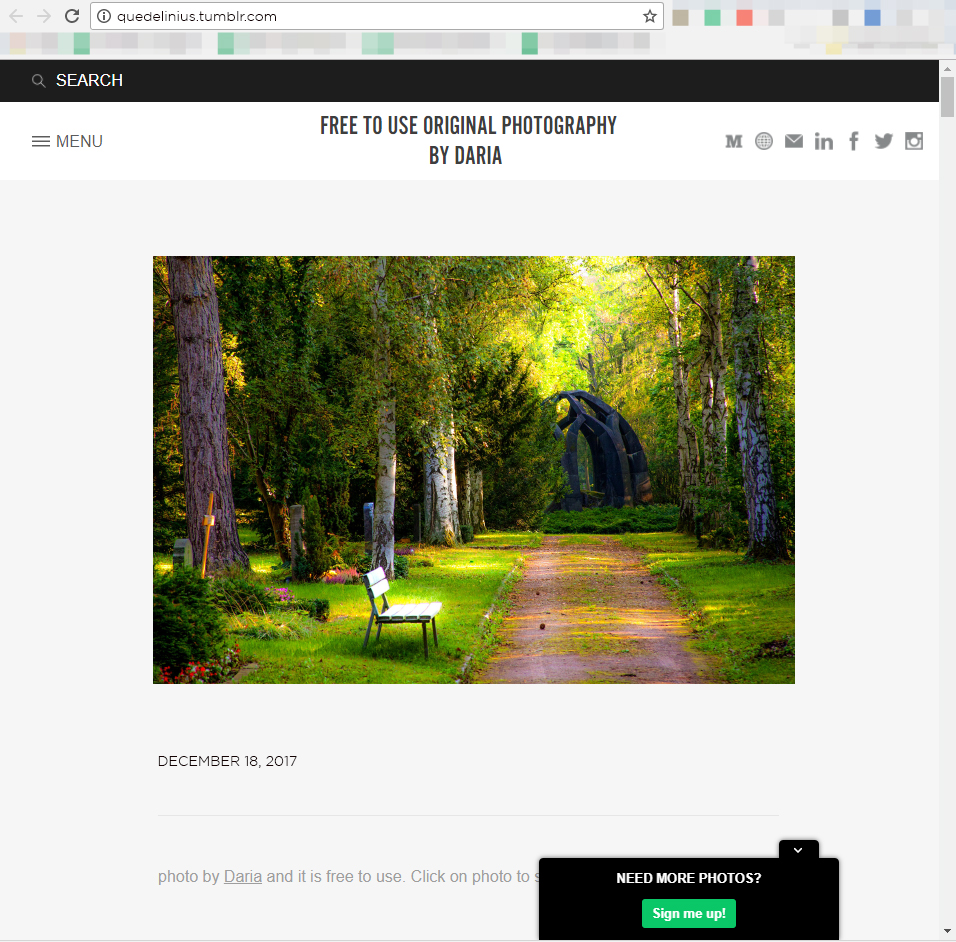 quedelinius.tumblr.com
SEARCH
MENU
FREE TO USE ORIGINAL PHOTOGRAPHY
BY DARIA
DECEMBER 18, 2017
photo by Daria and it is free to use. Click on photo to s
NEED MORE PHOTOS?
Sign me up!